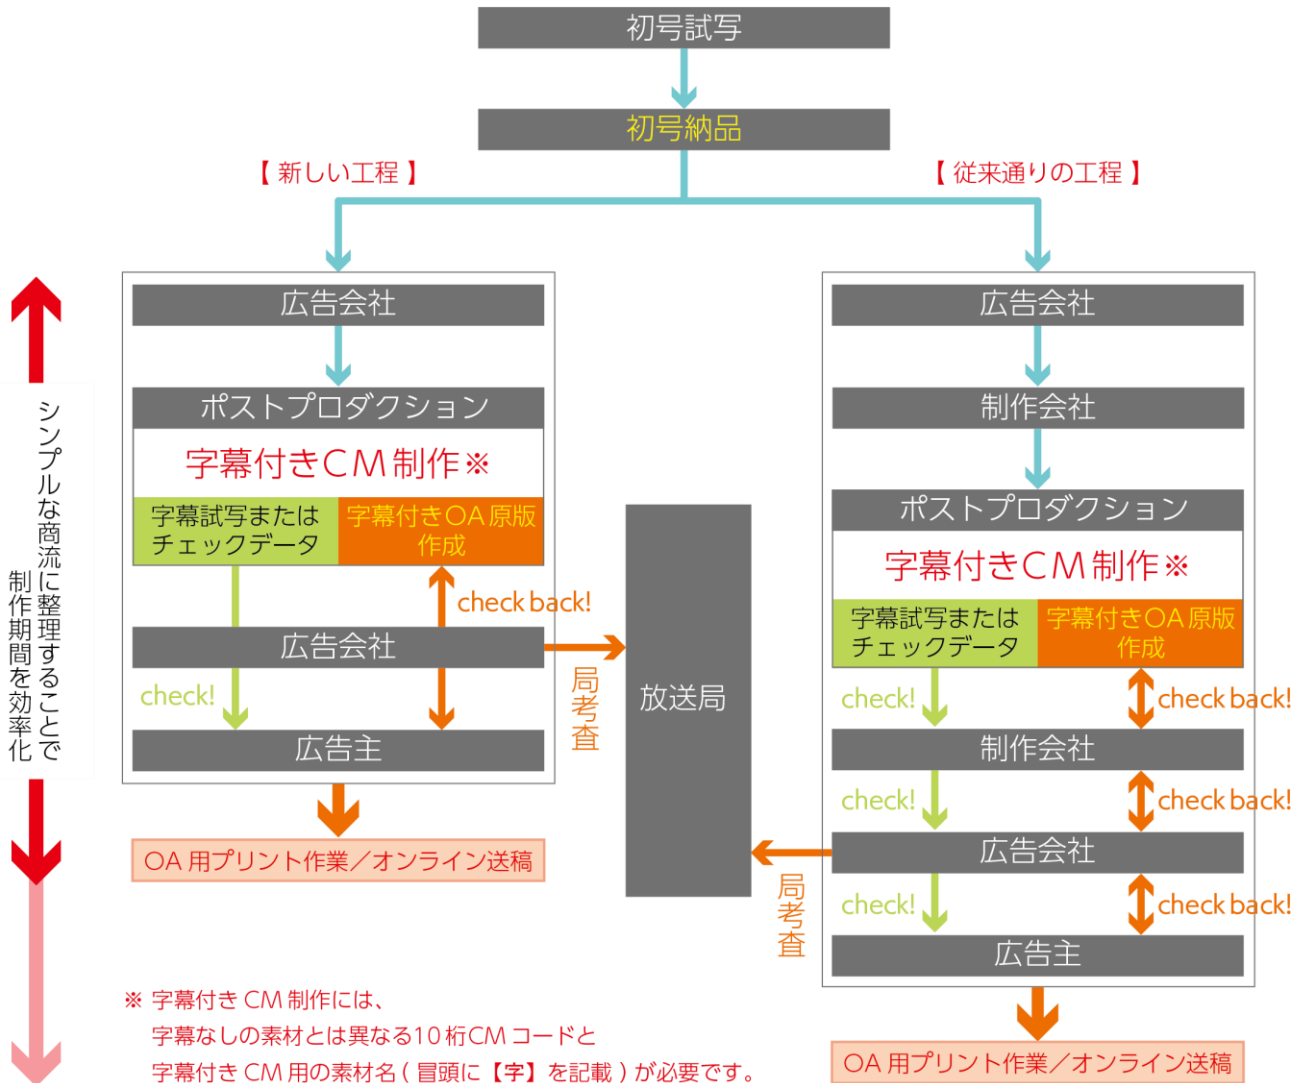 初号試写
初号納品
【 新しい工程 】
【 従来通りの工程 】
シンプルな商流に整理することで
制作期間を効率化
広告会社
ポストプロダクション
字幕付きCM 制作※
字幕試写または
チェックデータ
字幕付きOA 原版
作成
check back!
広告会社
check!
広告主
局考査
OA 用プリント作業／オンライン送稿
放送局
広告会社
制作会社
ポストプロダクション
字幕付きCM 制作※
字幕試写または
チェックデータ
字幕付きOA 原版
作成
check!
check back!
制作会社
check!
check back!
広告会社
局考査
check!
check back!
広告主
OA 用プリント作業／オンライン送稿
※ 字幕付き CM 制作には、
字幕なしの素材とは異なる10 桁CM コードと
字幕付き CM 用の素材名 ( 冒頭に【字】を記載 ) が必要です。